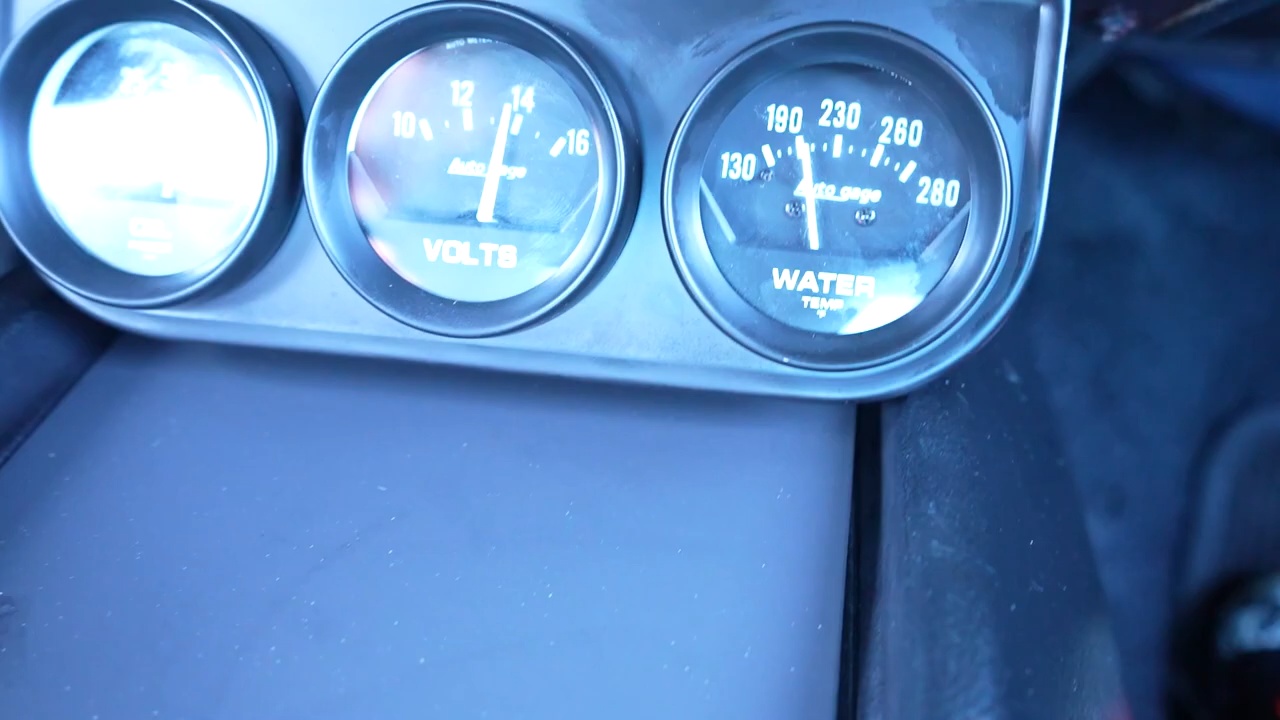 10 12 14 16
Auto gage
VOLTS
130 190 230 260 280
Auto gage
WATER
TEMP
°F